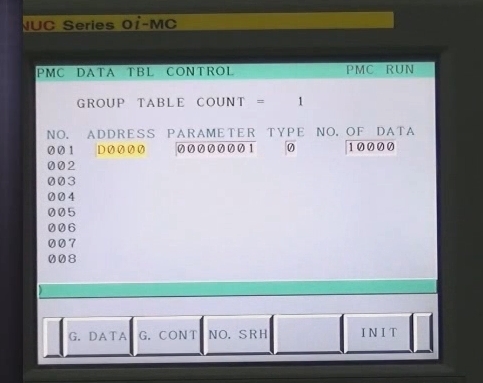 NUC Series 0i-MC
PMC DATA TBL CONTROL PMC RUN
GROUP TABLE COUNT = 1
NO. ADDRESS PARAMETER TYPE NO. OF DATA
001 D0000 00000001 0 10000
002
003
004
005
006
007
008
)
G. DATA G. CONT NO. SRH INIT